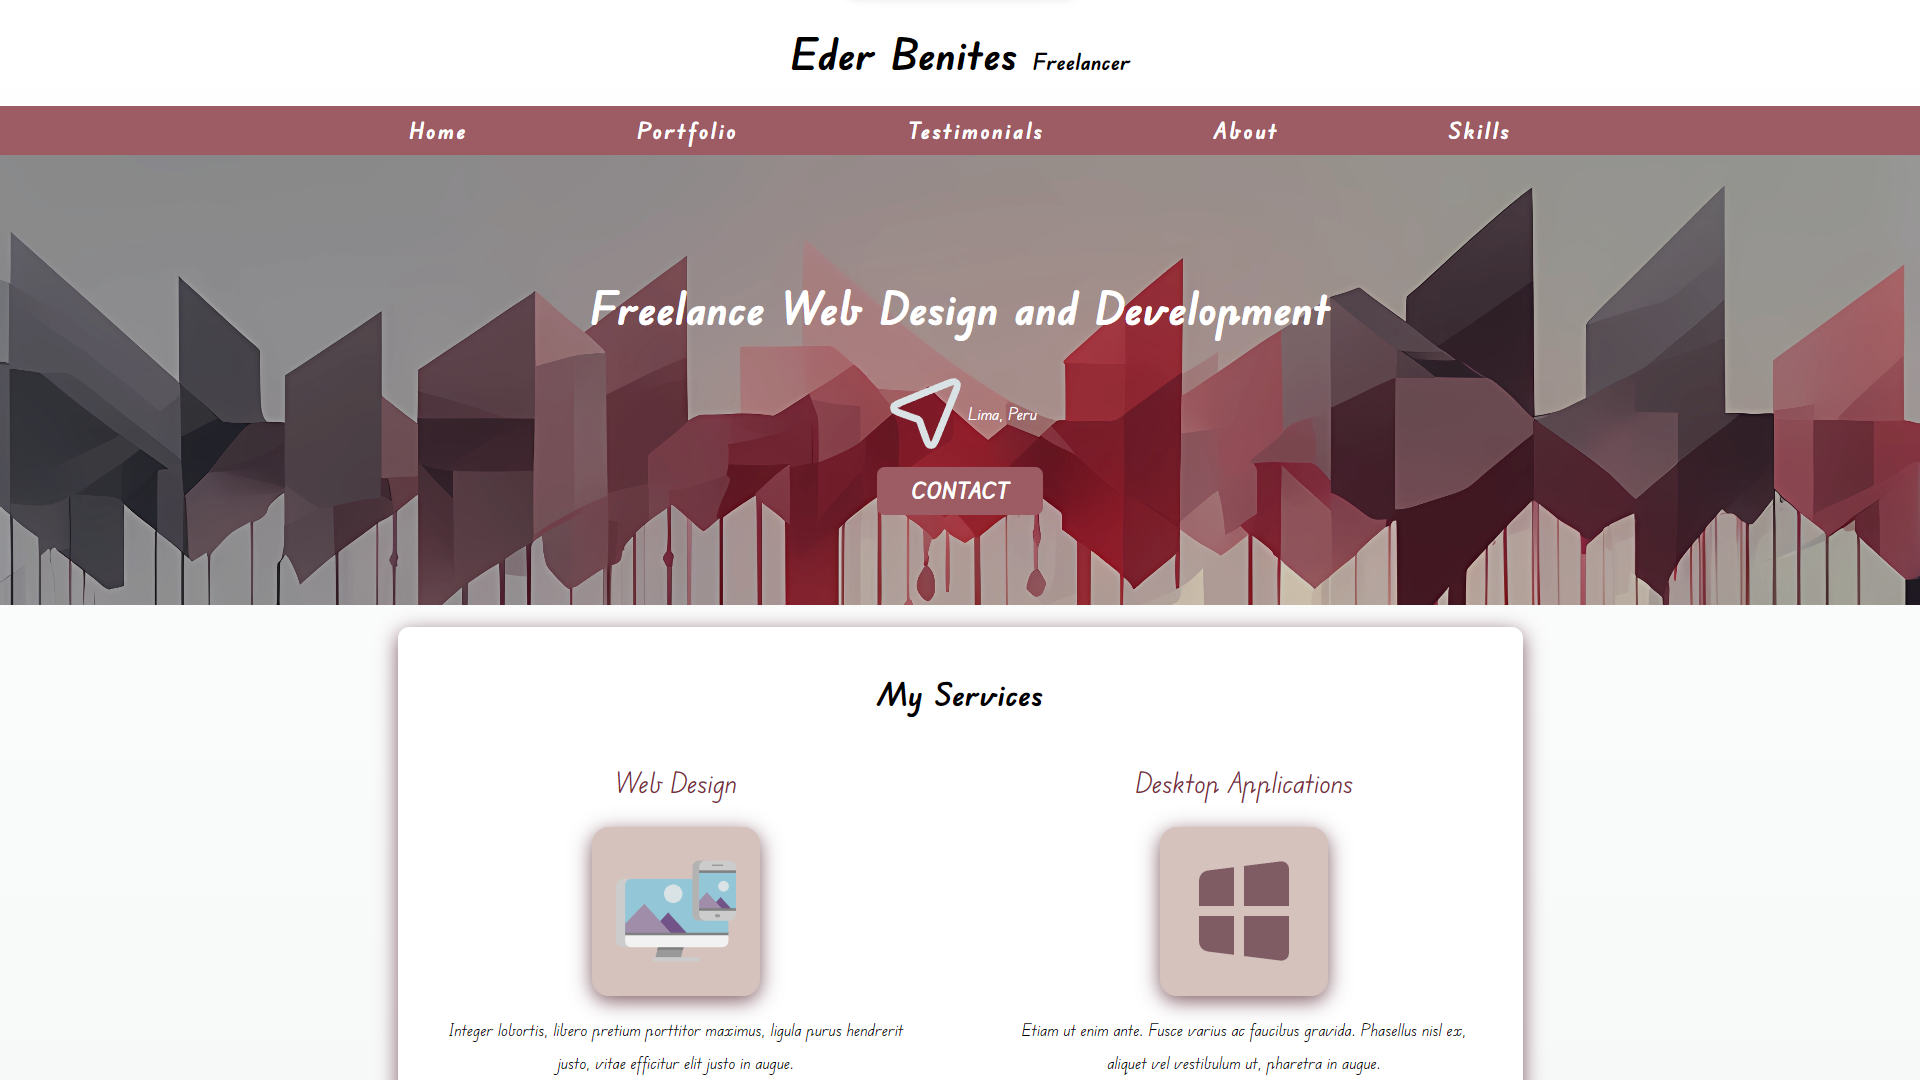 Eder Benites Freelancer
Home Portfolio Testimonials About Skills
Freelance Web Design and Development
Lima, Peru
CONTACT
My Services
Web Design
Integer lobortis, libero pretium porttitor maximus, ligula purus hendrerit
justo, vitae efficitur elit justo in augue.
Desktop Applications
Etiam ut enim ante. Fusce varius ac faucibus gravida. Phasellus nisl ex,
aliquet vel vestibulum ut, pharetra in augue.